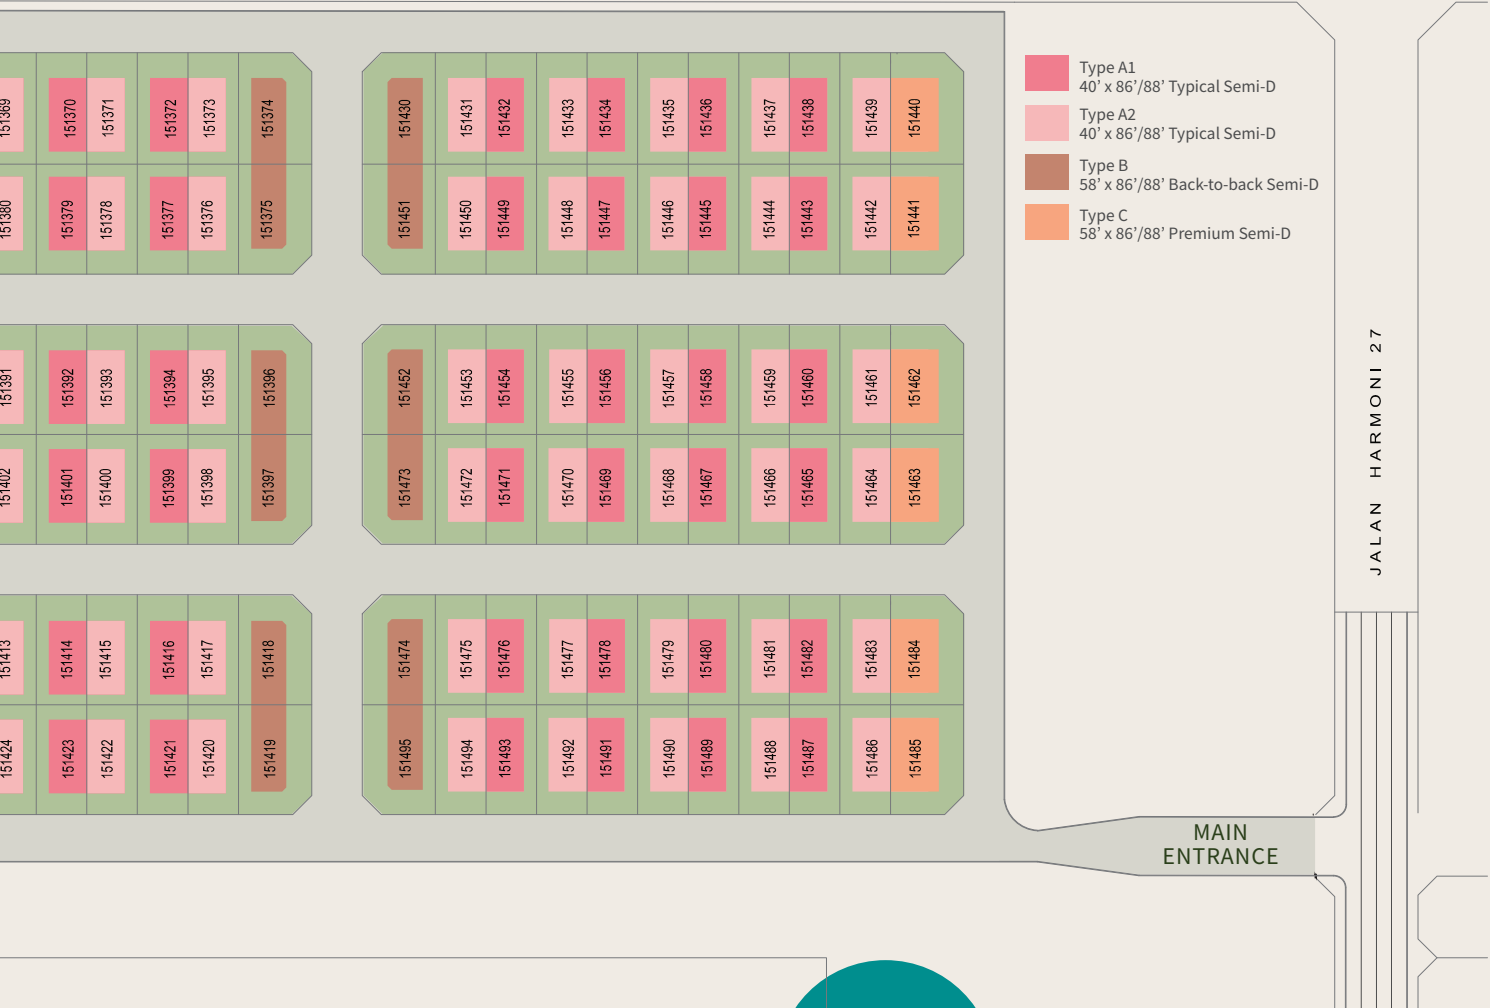 151369 151370 151371 151372 151373 151374 151430 151431 151432 151433 151434 151435 151436 151437 151438 151439 151440
151380 151379 151378 151377 151376 151375 151451 151450 151449 151448 151447 151446 151445 151444 151443 151442 151441
Type A1
40’ x 86’/88’ Typical Semi-D
Type A2
40’ x 86’/88’ Typical Semi-D
Type B
58’ x 86’/88’ Back-to-back Semi-D
Type C
58’ x 86’/88’ Premium Semi-D
151391 151392 151393 151394 151395 151396 151452 151453 151454 151455 151456 151457 151458 151459 151460 151461 151462
151402 151401 151400 151399 151398 151397 151473 151472 151471 151470 151469 151468 151467 151466 151465 151464 151463
JALAN HARMONI 27
151413 151414 151415 151416 151417 151418 151474 151475 151476 151477 151478 151479 151480 151481 151482 151483 151484
151424 151423 151422 151421 151420 151419 151495 151494 151493 151492 151491 151490 151489 151488 151487 151486 151485
MAIN
ENTRANCE